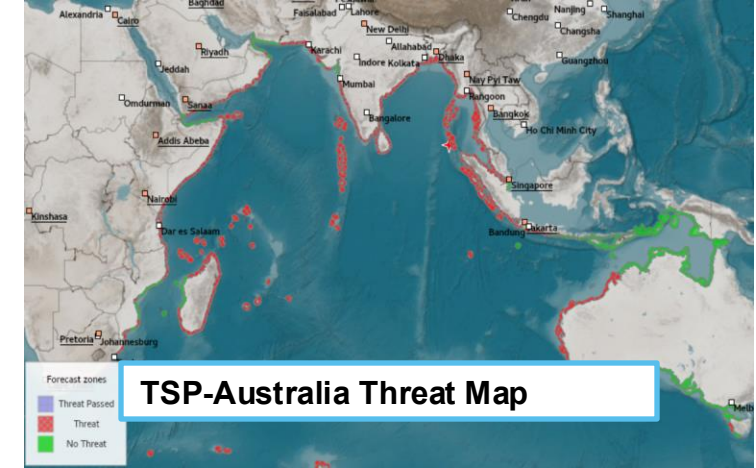 Baghdad
Alexandria
Cairo
Faisalabad Lahore
Chengdu
Nanjing
Shanghai
New Delhi
Changsha
Riyadh
Karachi
Allahabad
Indore Kolkata
Dhaka
Guangzhou
Jeddah
Mumbai
Nay Pyi Taw
Omdurman
Sanaa
Rangoon
Bangalore
Bangkok
Ho Chi Minh City
Addis Abeba
Singapore
Nairobi
Kinshasa
Dar es Salaam
Bandung
Jakarta
Pretoria
Johannesburg
Forecast zones
Threat Passed
Threat
No Threat
TSP-Australia Threat Map
Melb